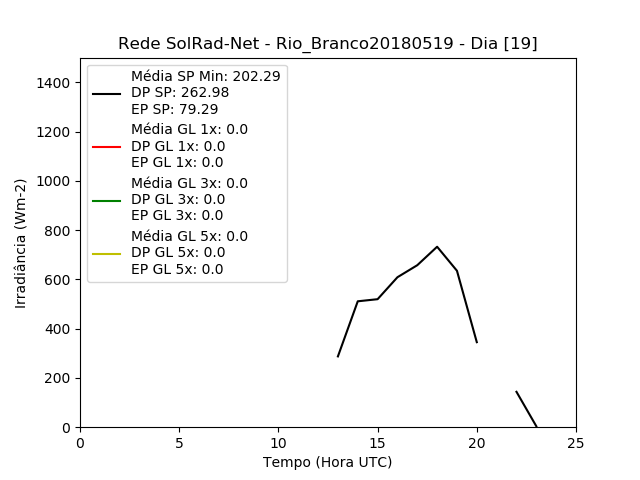 Rede SolRad-Net - Rio_Branco20180519 - Dia [19]
Média SP Min: 202.29
DP SP: 262.98
EP SP: 79.29
Média GL 1x: 0.0
DP GL 1x: 0.0
EP GL 1x: 0.0
Média GL 3x: 0.0
DP GL 3x: 0.0
EP GL 3x: 0.0
Média GL 5x: 0.0
DP GL 5x: 0.0
EP GL 5x: 0.0
Irradiância (Wm-2)
1400
1200
1000
800
600
400
200
0
0 5 10 15 20 25
Tempo (Hora UTC)